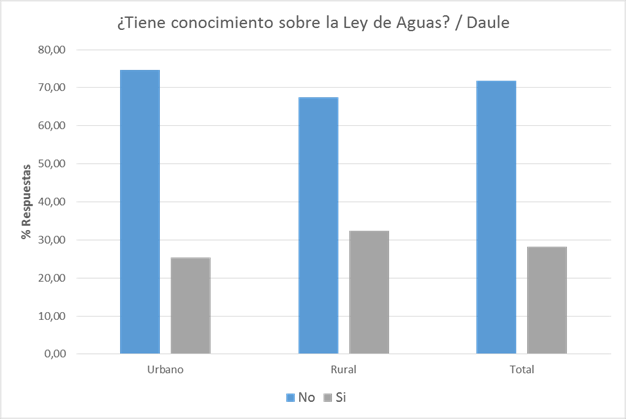 ¿Tiene conocimiento sobre la Ley de Aguas? / Daule
80,00
70,00
60,00
50,00
40,00
30,00
20,00
10,00
0,00
% Respuestas
Urbano Rural Total
No Si